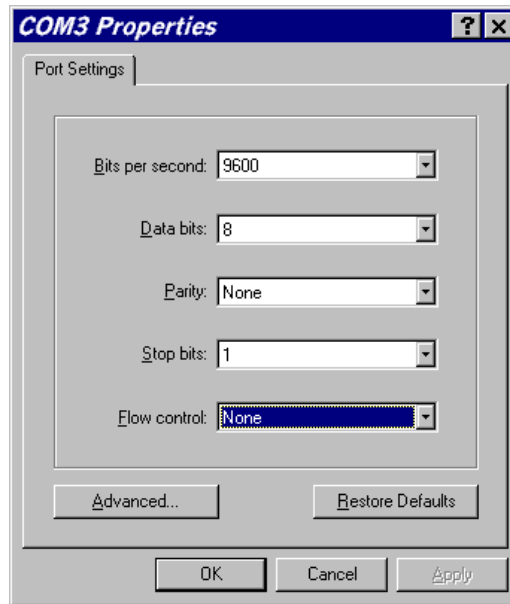 COM3 Properties
Port Settings
Bits per second: 9600
Data bits: 8
Parity: None
Stop bits: 1
Flow control: None
Advanced... Restore Defaults
OK Cancel Apply